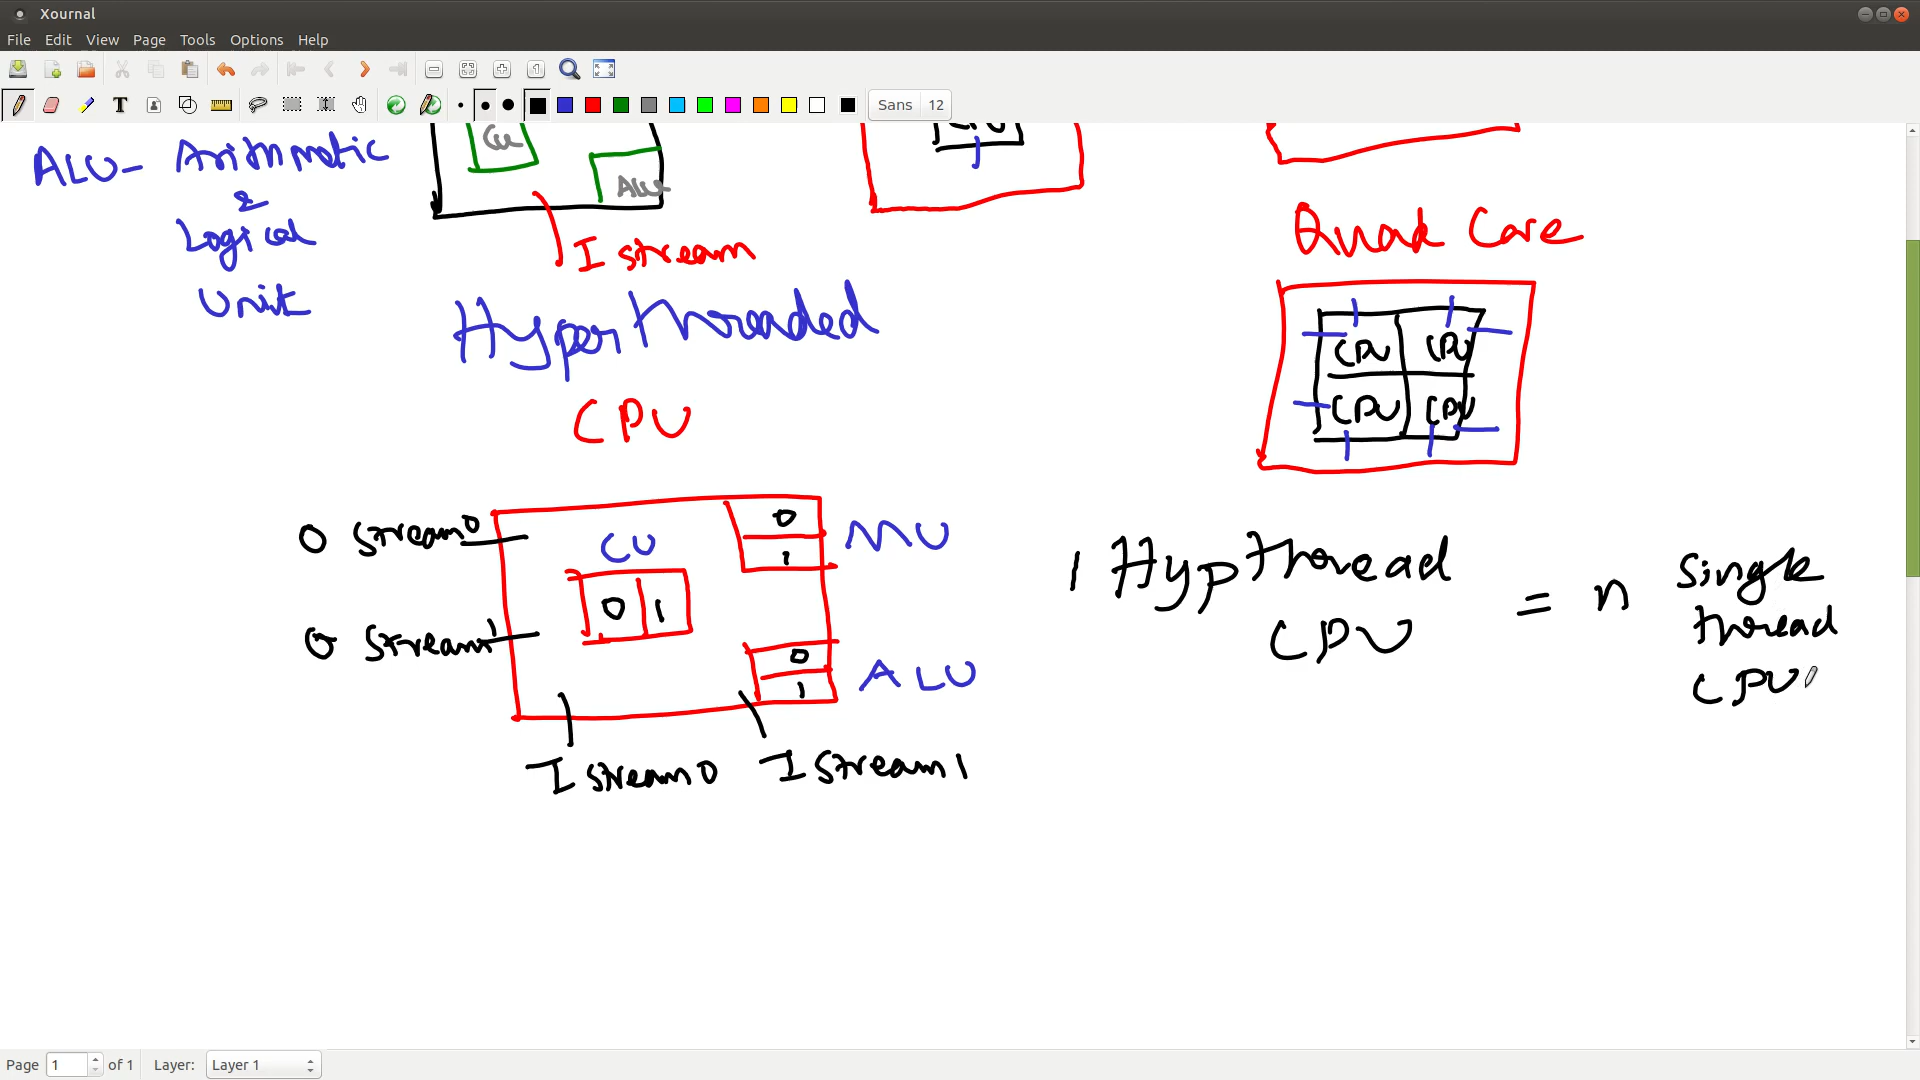 Xournal
File Edit View Page Tools Options Help
Sans 12
ALU- Arithmatic
&
Logical
Unit
CU
ALU
I stream
CPU
Quad Core
CPU CPU
CPU CPU
Hyper threaded
CPU
O stream0
O stream1
CU
0 1
0
1
MU
0
1
ALU
I stream0 I stream1
1 Hypthread
CPU
= n
Single
thread
CPU
Page 1 of 1 Layer: Layer 1